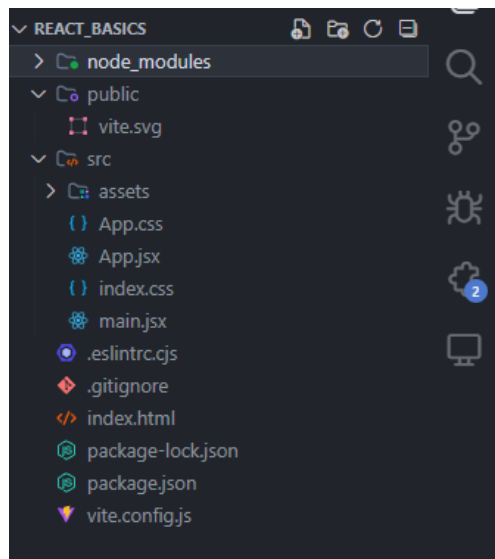 REACT_BASICS
node_modules
public
vite.svg
src
assets
App.css
App.jsx
index.css
main.jsx
.eslintrc.cjs
.gitignore
index.html
package-lock.json
package.json
vite.config.js
2